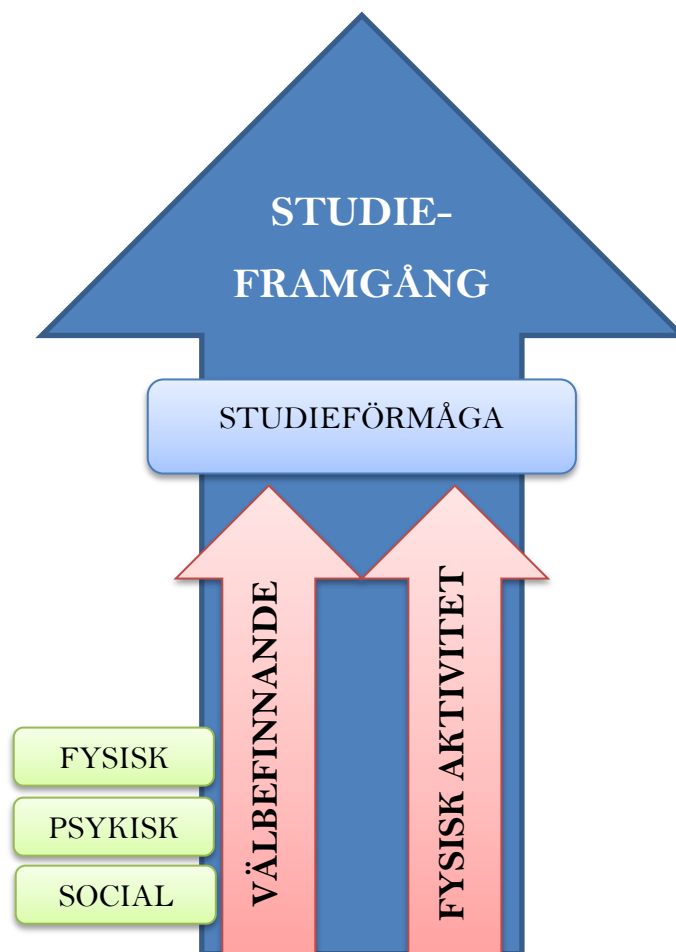 STUDIE-
FRAMGÅNG
STUDIEFÖRMÅGA
VÄLBEFINNANDE
FYSISK AKTIVITET
FYSISK
PSYKISK
SOCIAL